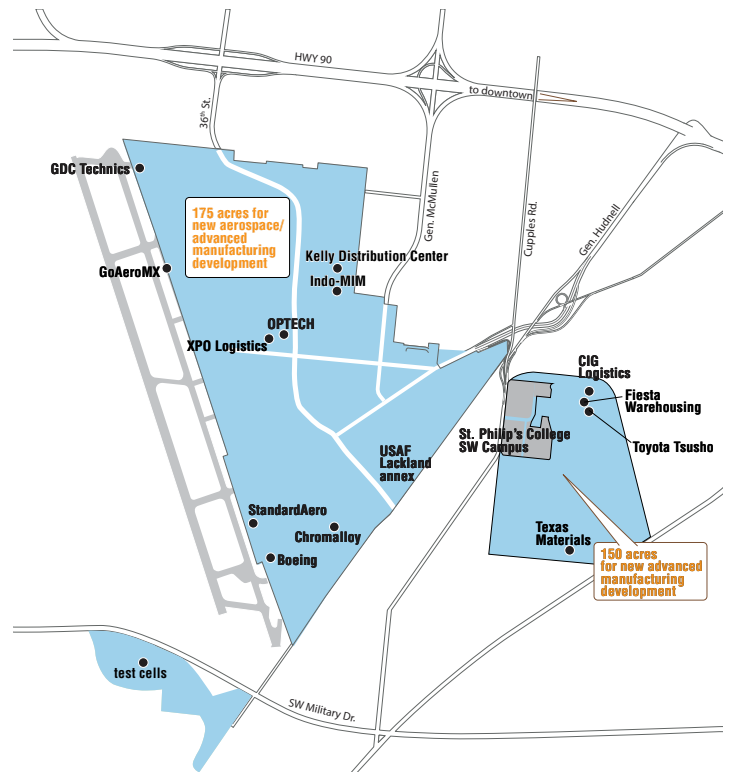 HWY 90
to downtown
36th St.
GDC Technics
175 acres for
new aerospace/
advanced
manufacturing
development
Gen. McMullen
Cupples Rd.
Gen. Hudnell
Kelly Distribution Center
GoAeroMX
Indo-MIM
OPTECH
XPO Logistics
CIG
Logistics
Fiesta
Warehousing
St. Philip's College
SW Campus
Toyota Tsusho
USAF
Lackland
annex
StandardAero
Chromalloy
Boeing
Texas
Materials
150 acres
for new advanced
manufacturing
development
test cells
SW Military Dr.